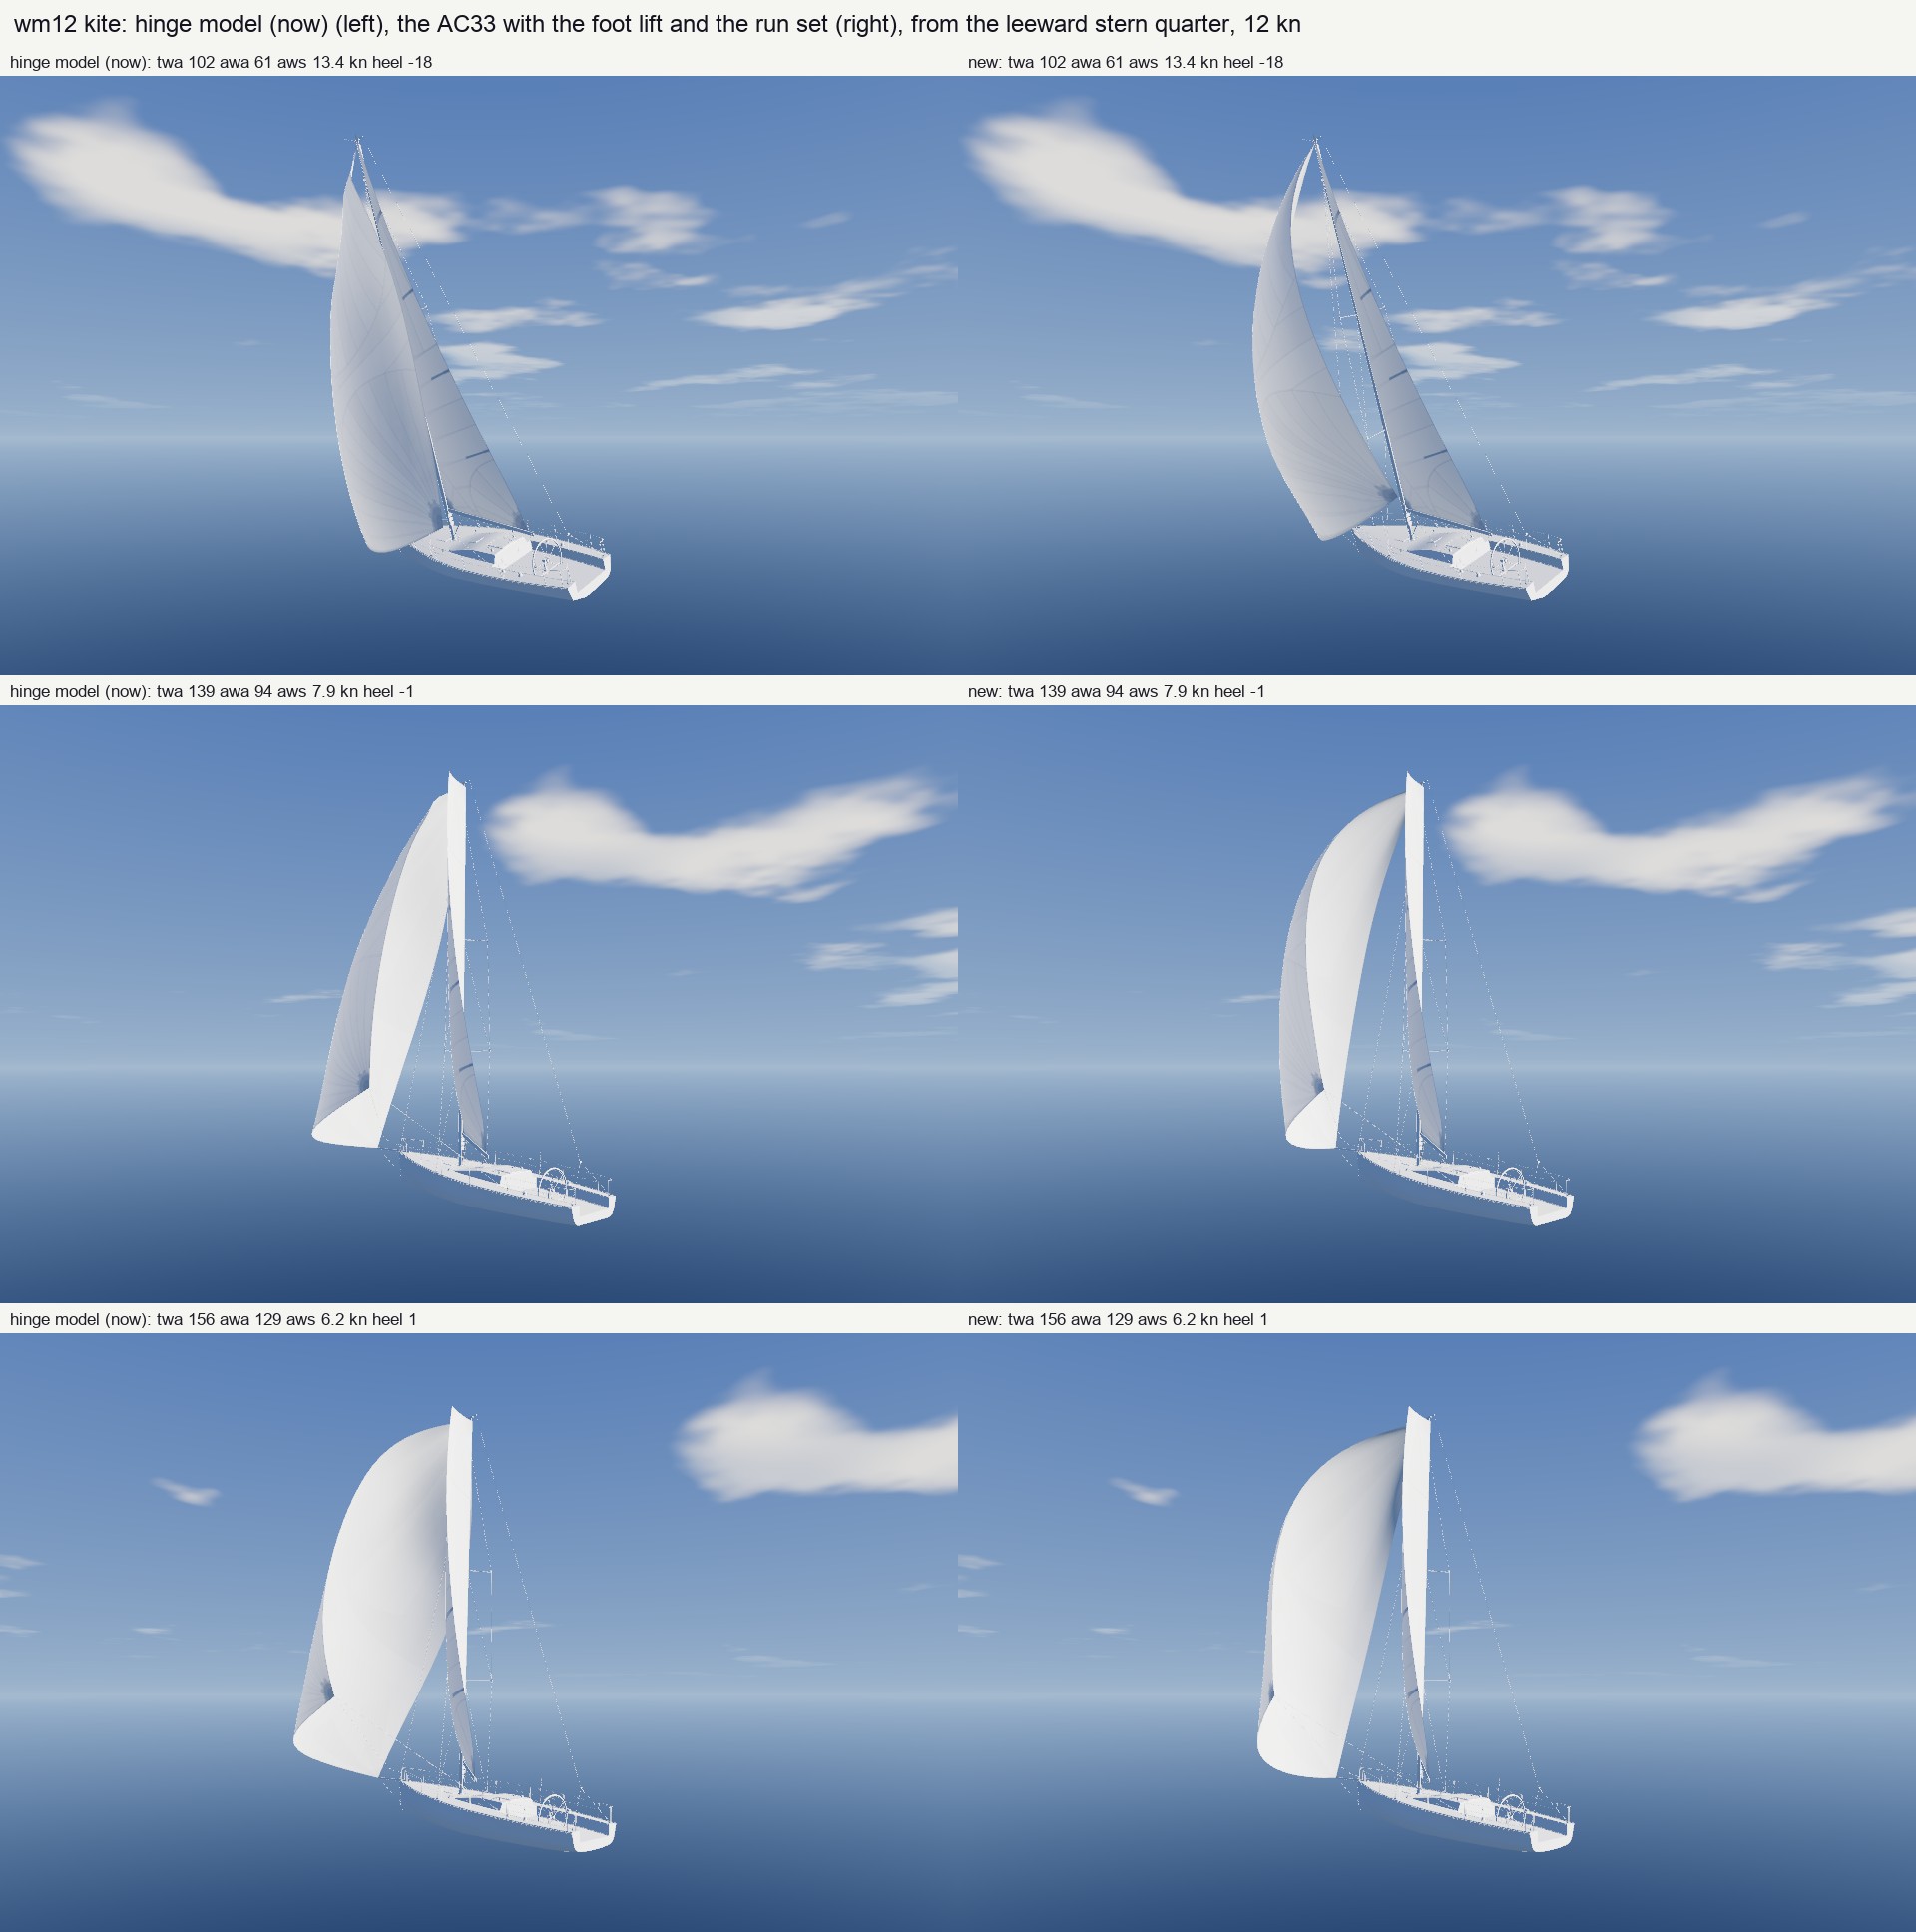 wm12 kite: hinge model (now) (left), the AC33 with the foot lift and the run set (right), from the leeward stern quarter, 12 kn
hinge model (now): twa 102 awa 61 aws 13.4 kn heel -18
new: twa 102 awa 61 aws 13.4 kn heel -18
hinge model (now): twa 139 awa 94 aws 7.9 kn heel -1
new: twa 139 awa 94 aws 7.9 kn heel -1
hinge model (now): twa 156 awa 129 aws 6.2 kn heel 1
new: twa 156 awa 129 aws 6.2 kn heel 1